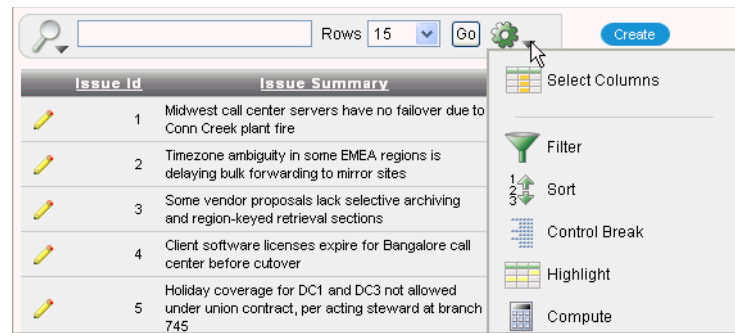 Rows 15 Go Create
Issue Id Issue Summary
Select Columns
1 Midwest call center servers have no failover due to
Conn Creek plant fire
Filter
2 Timezone ambiguity in some EMEA regions is
delaying bulk forwarding to mirror sites
1
2
3
Sort
3 Some vendor proposals lack selective archiving
and region-keyed retrieval sections
Control Break
4 Client software licenses expire for Bangalore call
center before cutover
Highlight
5 Holiday coverage for DC1 and DC3 not allowed
under union contract, per acting steward at branch
745
Compute